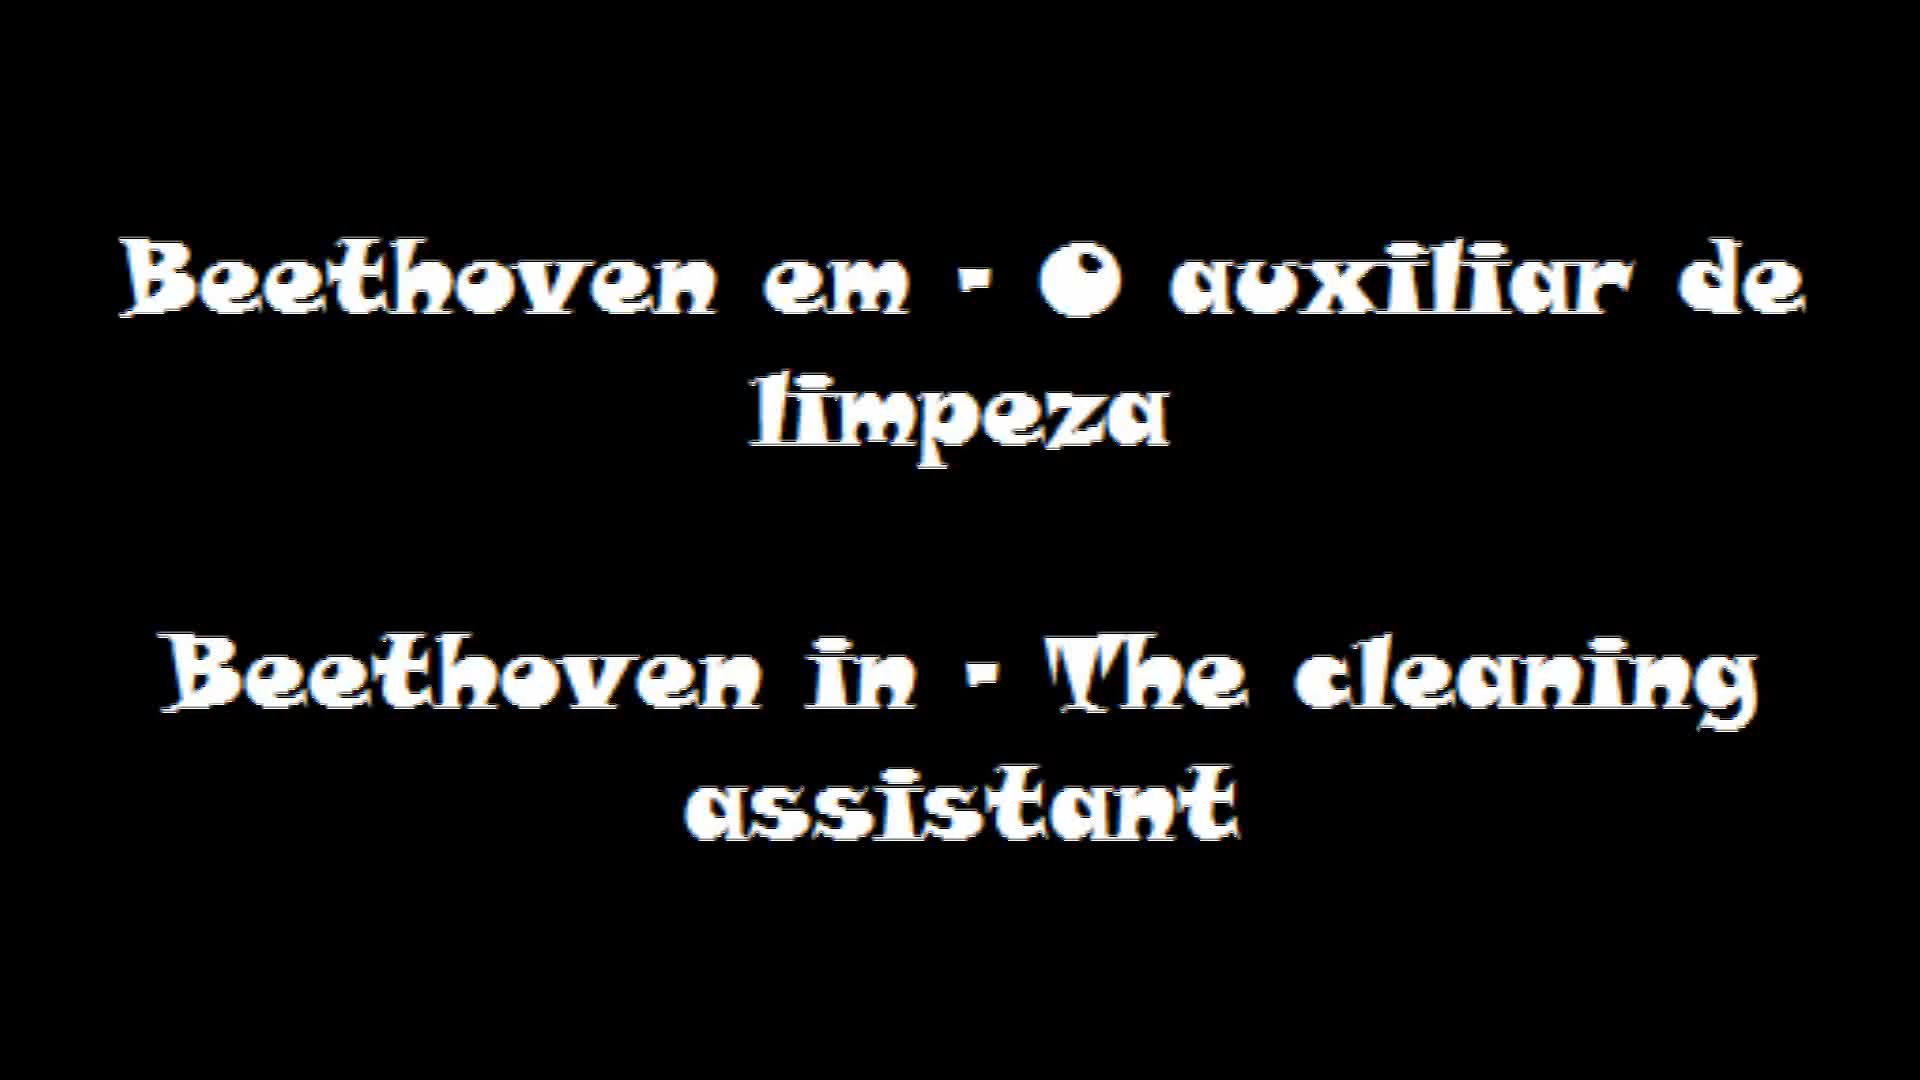 Beethoven em - O auxiliar de
limpeza
Beethoven in - The cleaning
assistant